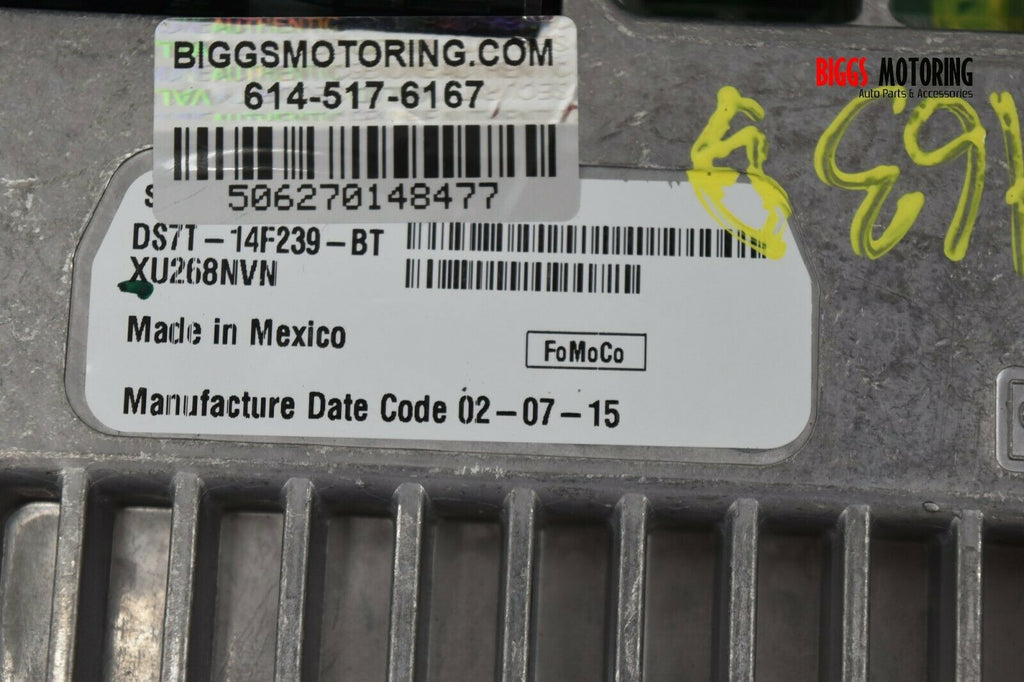 BIGGSMOTORING.COM
614-517-6167
506270148477
BIGGS MOTORING
Auto Parts & Accessories
S
DS7T-14F239-BT
XU268NVN
Made in Mexico
FoMoCo
Manufacture Date Code 02-07-15